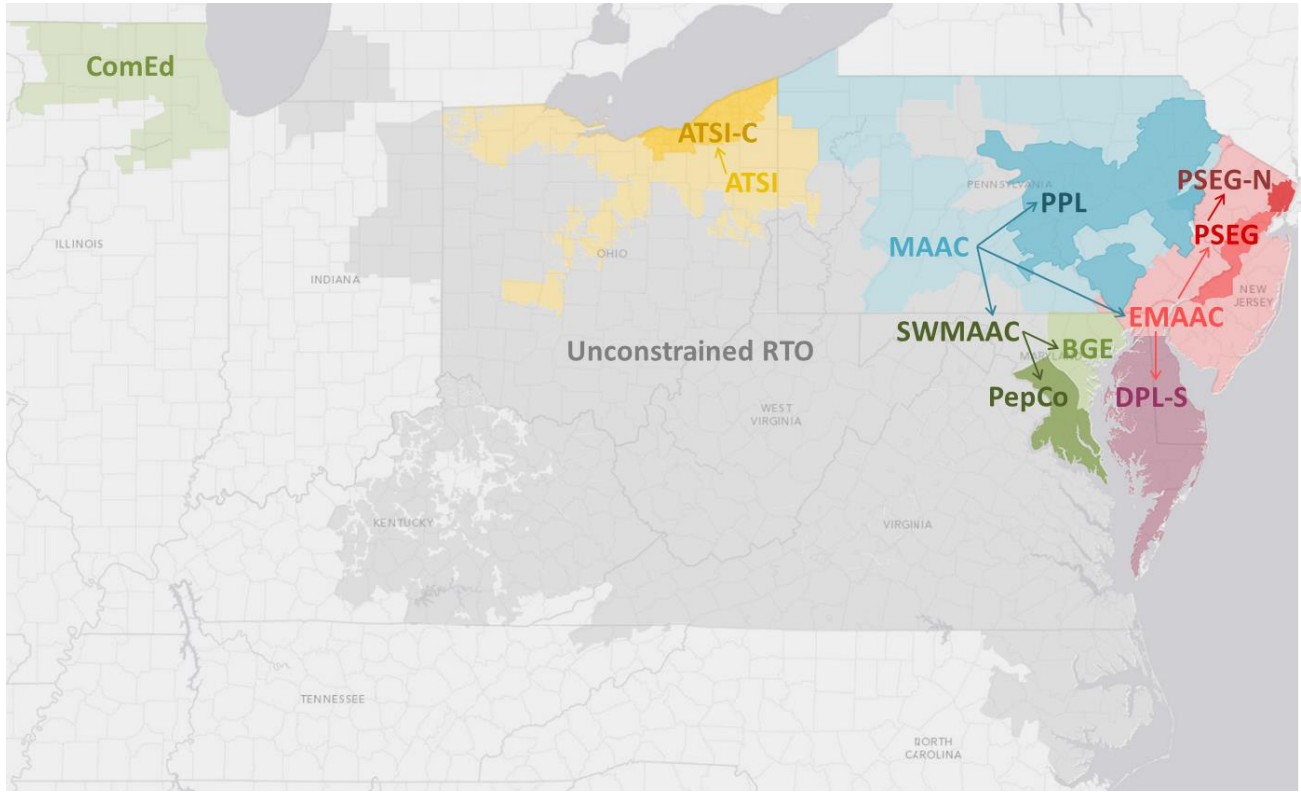 ComEd
ATSI-C
ATSI
PENNSYLVANIA
PSEG-N
PPL
PSEG
ILLINOIS
OHIO
MAAC
INDIANA
NEW
JERSEY
SWMAAC
EMAAC
Unconstrained RTO
MARYLAND
BGE
PepCo
DPL-S
WEST
VIRGINIA
KENTUCKY
VIRGINIA
TENNESSEE
NORTH
CAROLINA